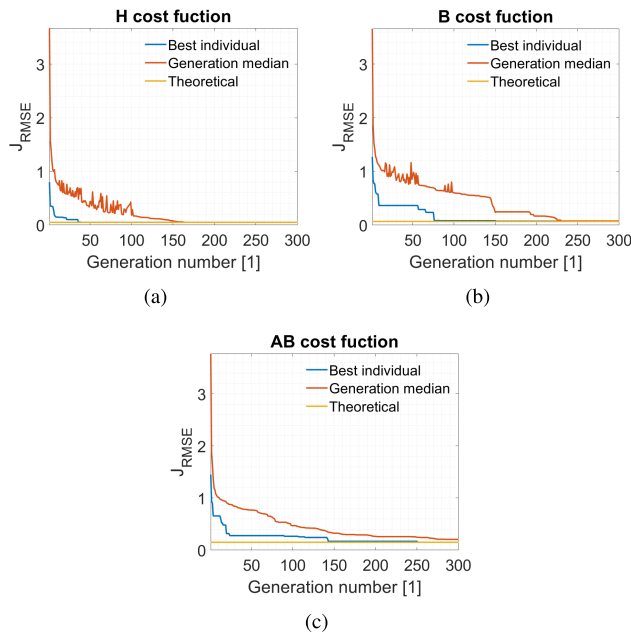 H cost fuction
Best individual
Generation median
Theoretical
J_RMSE
3
2
1
0
50 100 150 200 250 300
Generation number [1]
(a)
B cost fuction
Best individual
Generation median
Theoretical
J_RMSE
3
2
1
0
50 100 150 200 250 300
Generation number [1]
(b)
AB cost fuction
Best individual
Generation median
Theoretical
J_RMSE
3
2
1
0
50 100 150 200 250 300
Generation number [1]
(c)